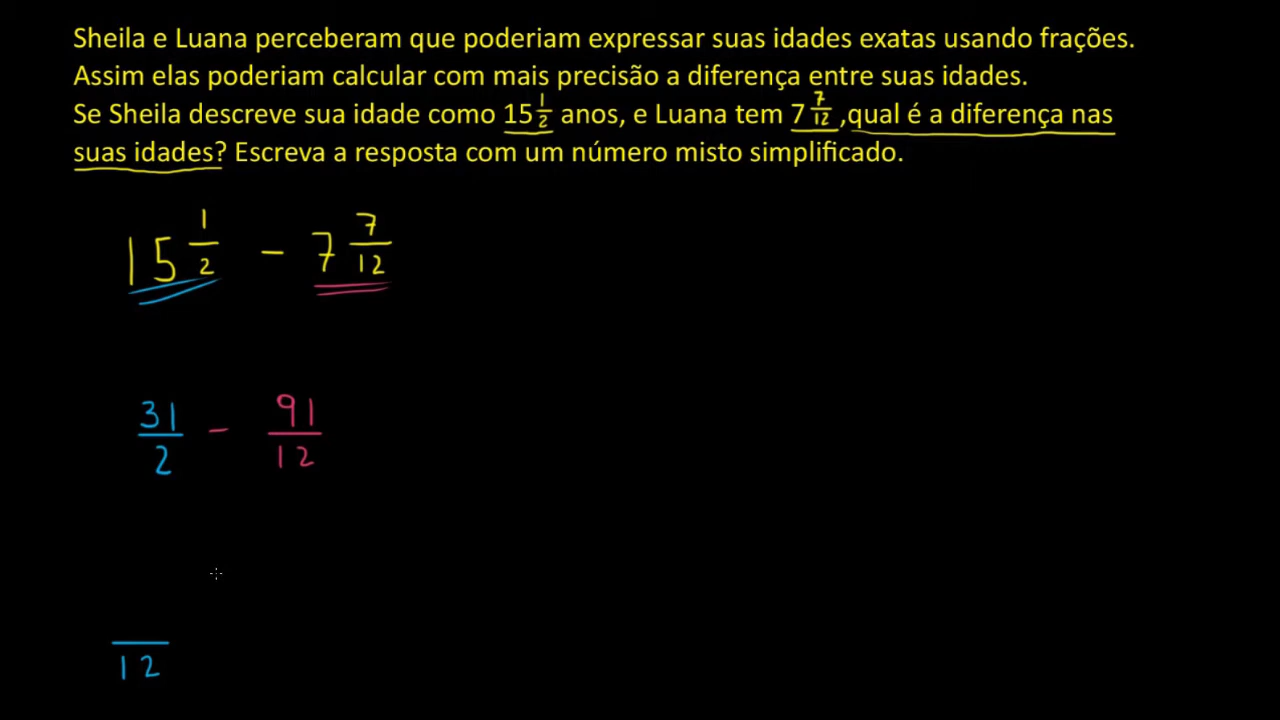 Sheila e Luana perceberam que poderiam expressar suas idades exatas usando frações.
Assim elas poderiam calcular com mais precisão a diferença entre suas idades.
Se Sheila descreve sua idade como 15 1/2 anos, e Luana tem 7 7/12 ,qual é a diferença nas
suas idades? Escreva a resposta com um número misto simplificado.
15 1/2 - 7 7/12
31/2 - 91/12
/12